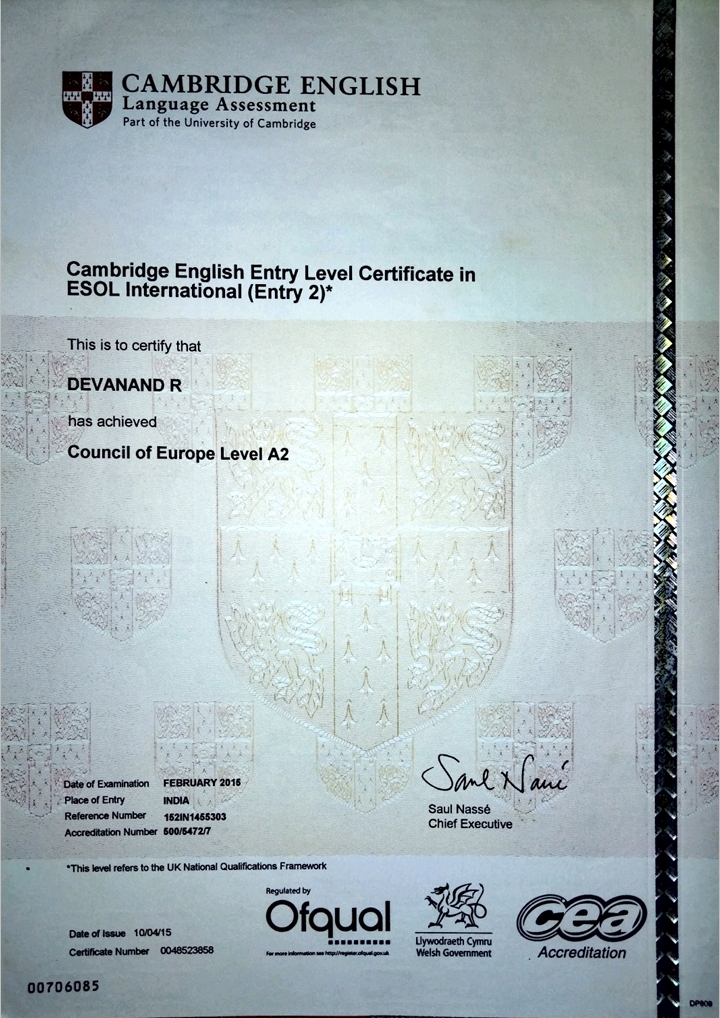 CAMBRIDGE ENGLISH
Language Assessment
Part of the University of Cambridge
Cambridge English Entry Level Certificate in
ESOL International (Entry 2)*
This is to certify that
DEVANAND R
has achieved
Council of Europe Level A2
Date of Examination FEBRUARY 2015
Place of Entry INDIA
Reference Number 152IN1455303
Accreditation Number 500/5472/7
Saul Nassé
Saul Nassé
Chief Executive
*This level refers to the UK National Qualifications Framework
Date of Issue 10/04/15
Certificate Number 0048523858
Regulated by
Ofqual
For more information see http://register.ofqual.gov.uk
Llywodraeth Cymru
Welsh Government
cea
Accreditation
00706085
DP809